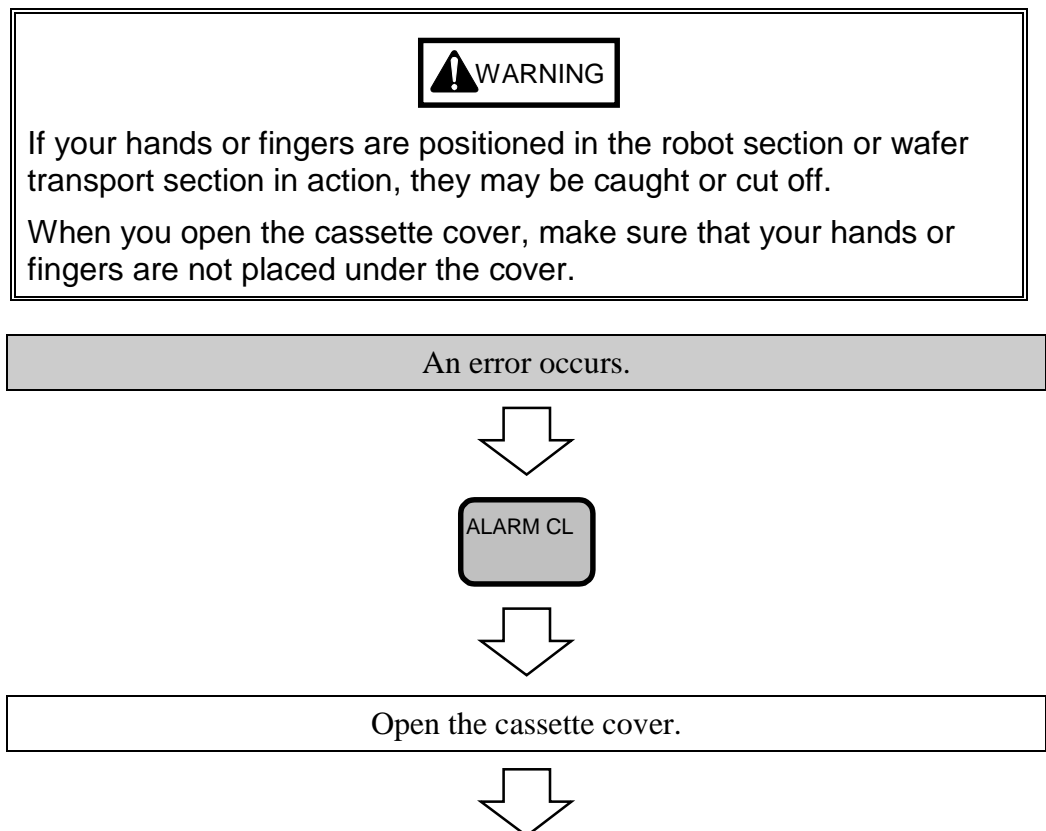 WARNING
If your hands or fingers are positioned in the robot section or wafer
transport section in action, they may be caught or cut off.
When you open the cassette cover, make sure that your hands or
fingers are not placed under the cover.
An error occurs.
ALARM CL
Open the cassette cover.